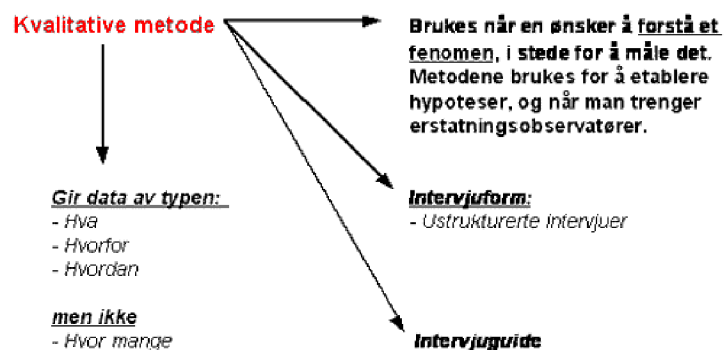 Kvalitative metode
Brukes når en ønsker å forstå et
fenomen, i stede for å måle det.
Metodene brukes for å etablere
hypoteser, og når man trenger
erstatningsobservatører.
Gir data av typen:
- Hva
- Hvorfor
- Hvordan
men ikke
- Hvor mange
Intervjuform:
- Ustrukturerte intervjuer
Intervjuguide